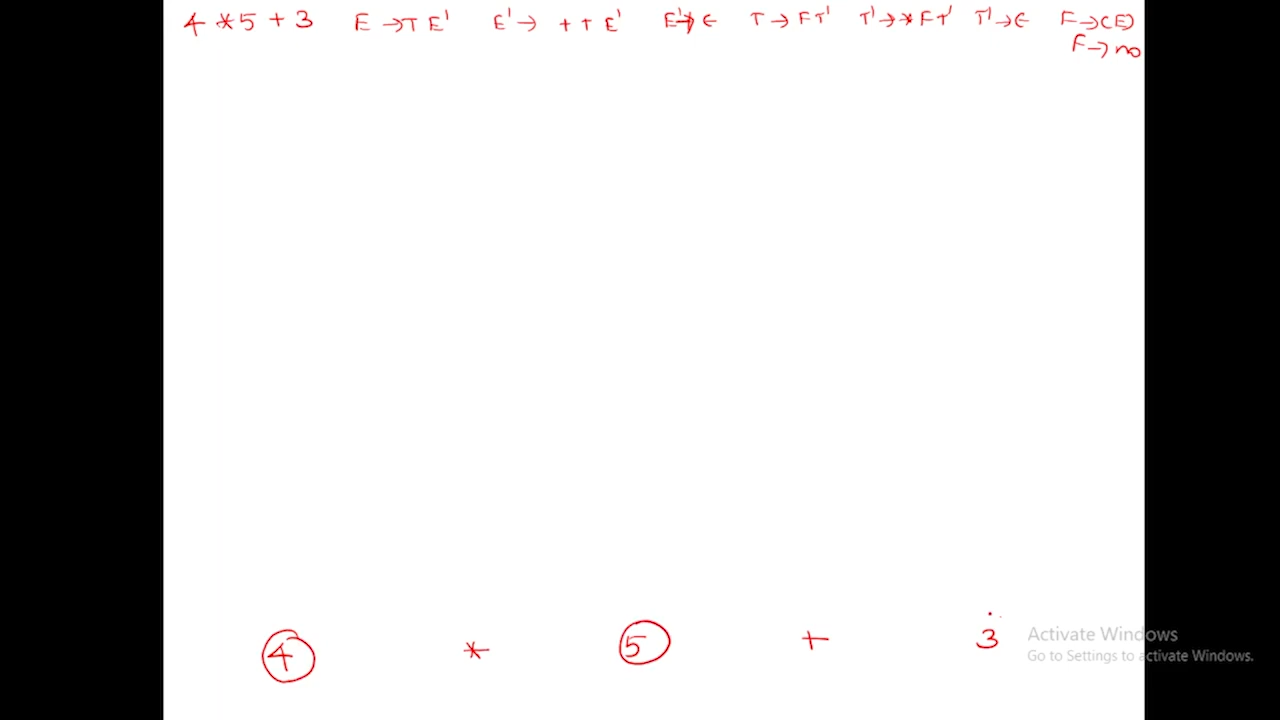 4 * 5 + 3 E → T E' E' → + T E' E' → ϵ T → F T' T' → * F T' T' → ϵ F → (E)
F → no
4 * 5 + 3
Activate Windows
Go to Settings to activate Windows.